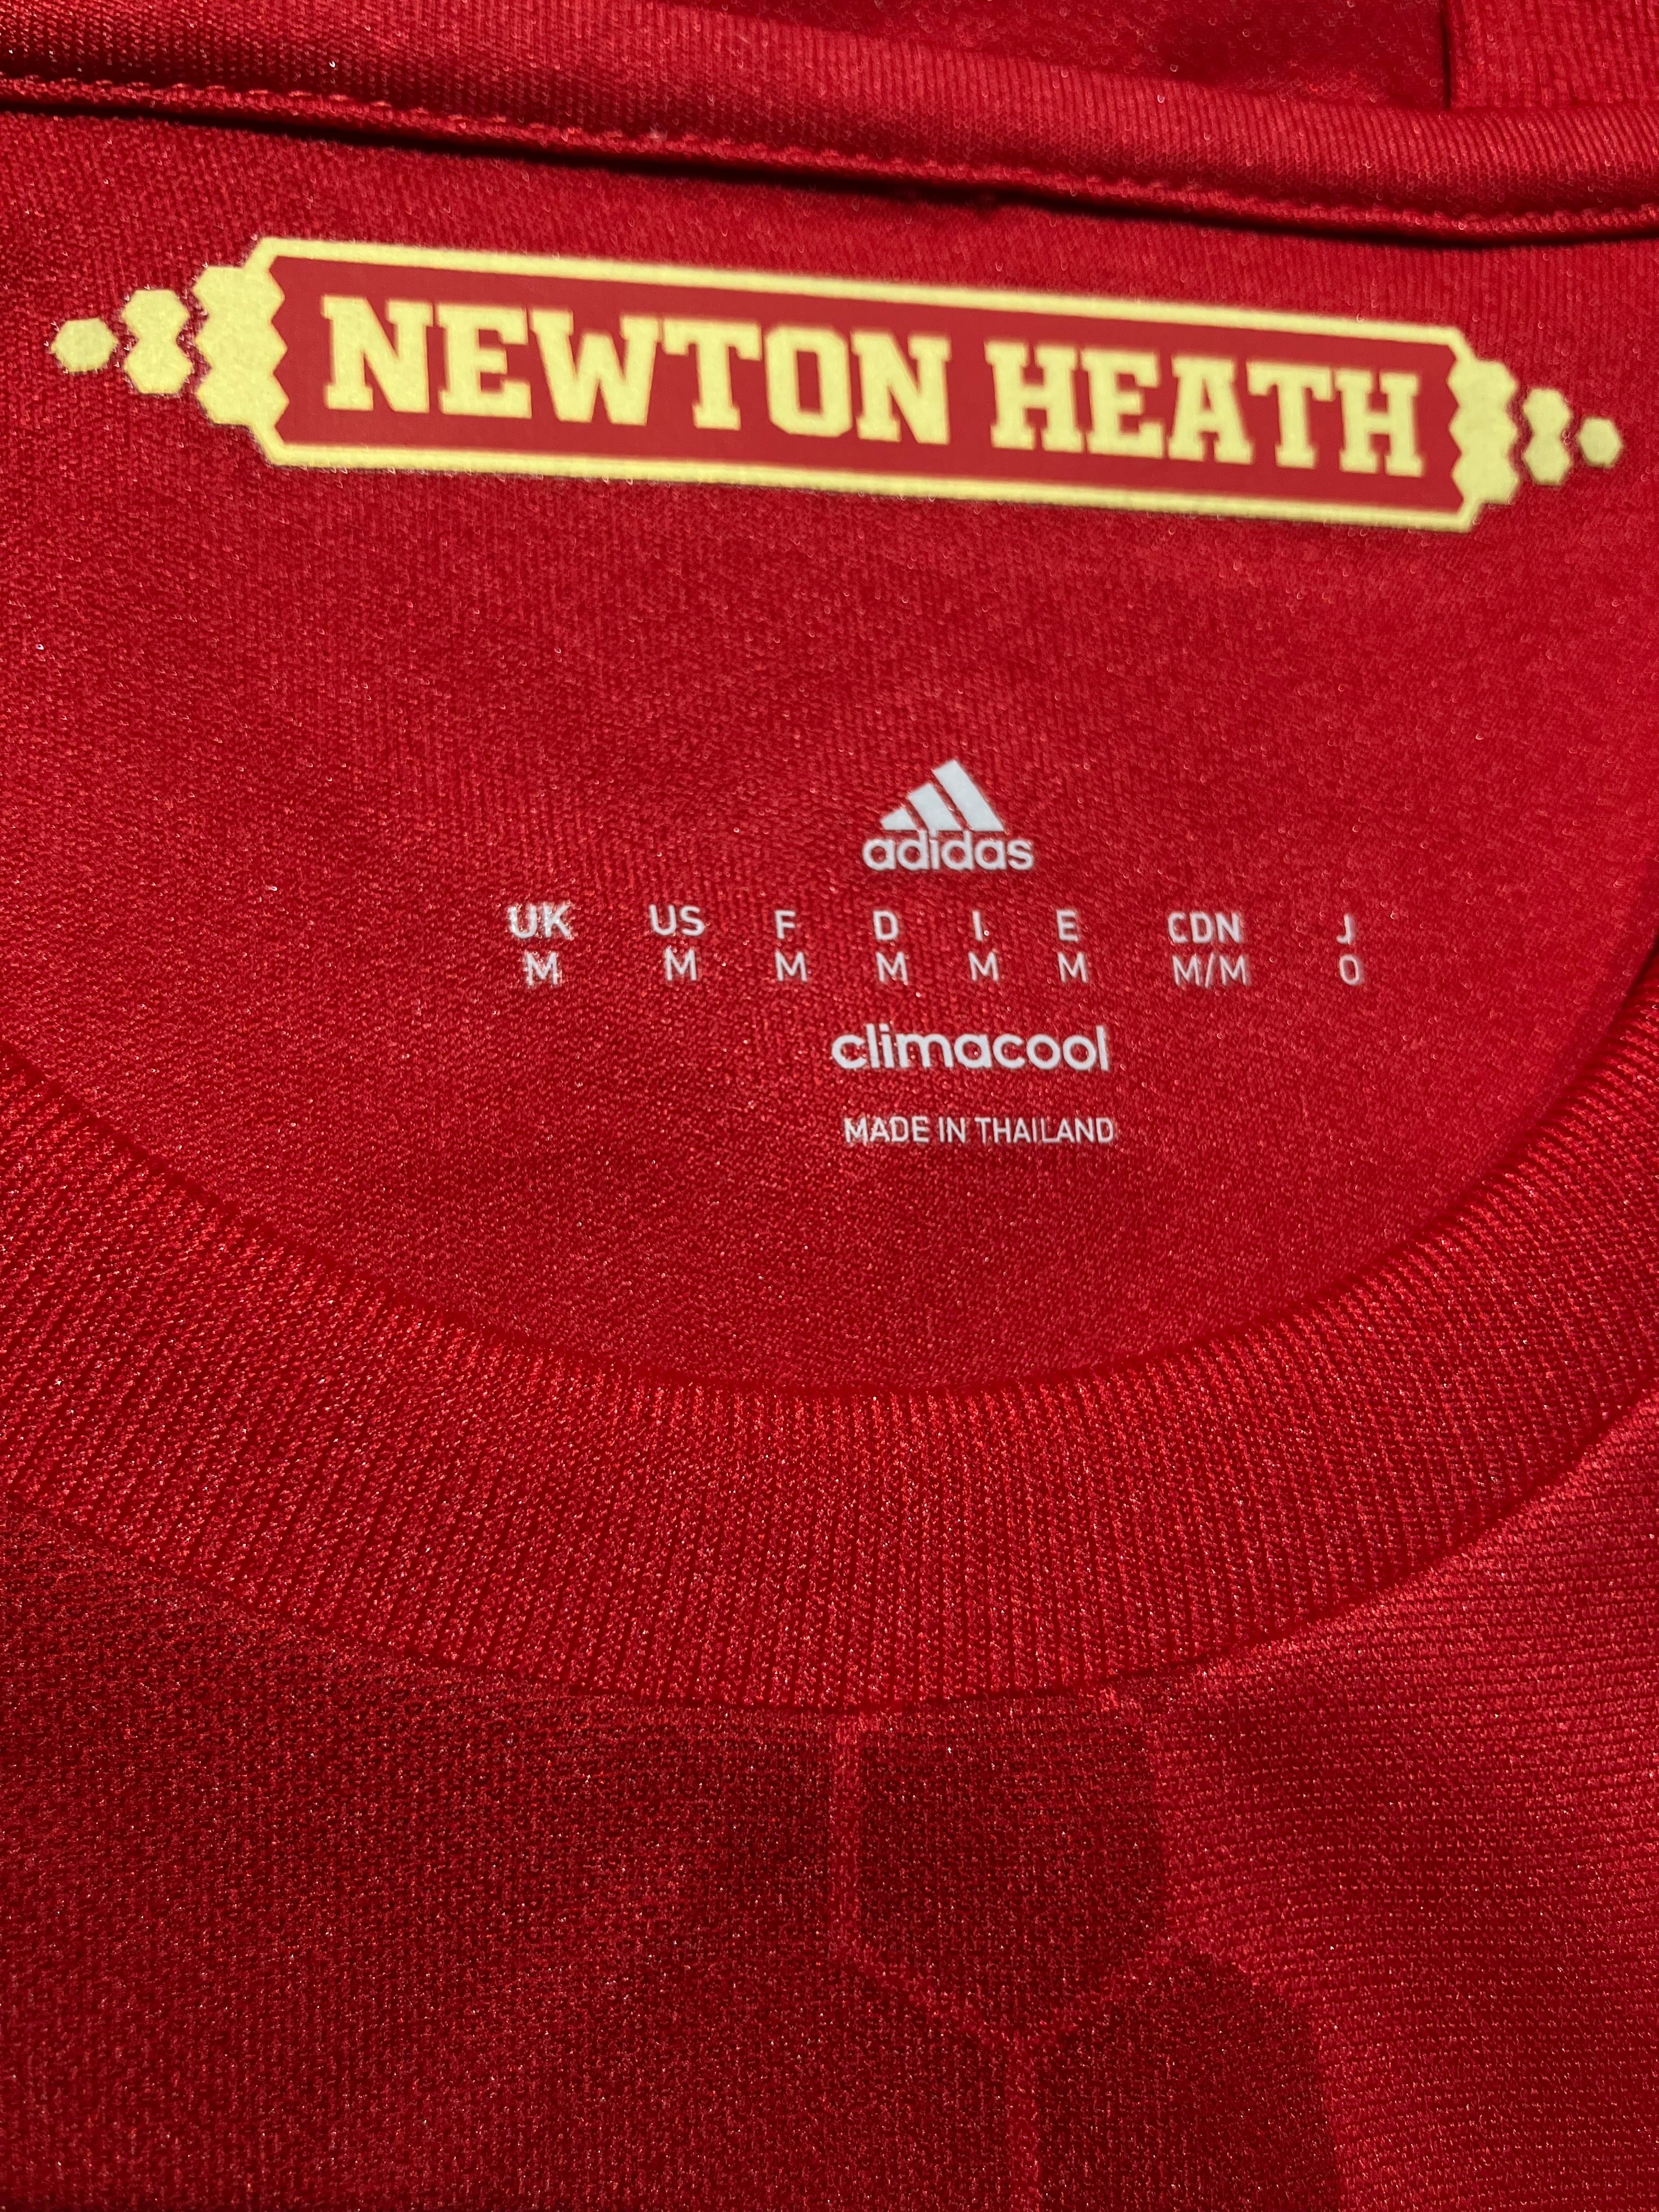 NEWTON HEATH
adidas
UK US F D I E CDN J
M M M M M M M/M O
climacool
MADE IN THAILAND